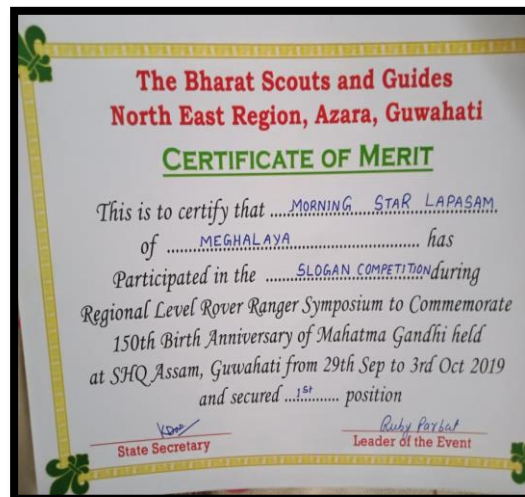 The Bharat Scouts and Guides
North East Region, Azara, Guwahati
CERTIFICATE OF MERIT
This is to certify that ....MORNING STAR LAPASAM
of ........MEGHALAYA................................ has
Participated in the .......SLOGAN COMPETITION during
Regional Level Rover Ranger Symposium to Commemorate
150th Birth Anniversary of Mahatma Gandhi held
at SHQ Assam, Guwahati from 29th Sep to 3rd Oct 2019
and secured ...1st......... position
Ruby Parbat
State Secretary Leader of the Event